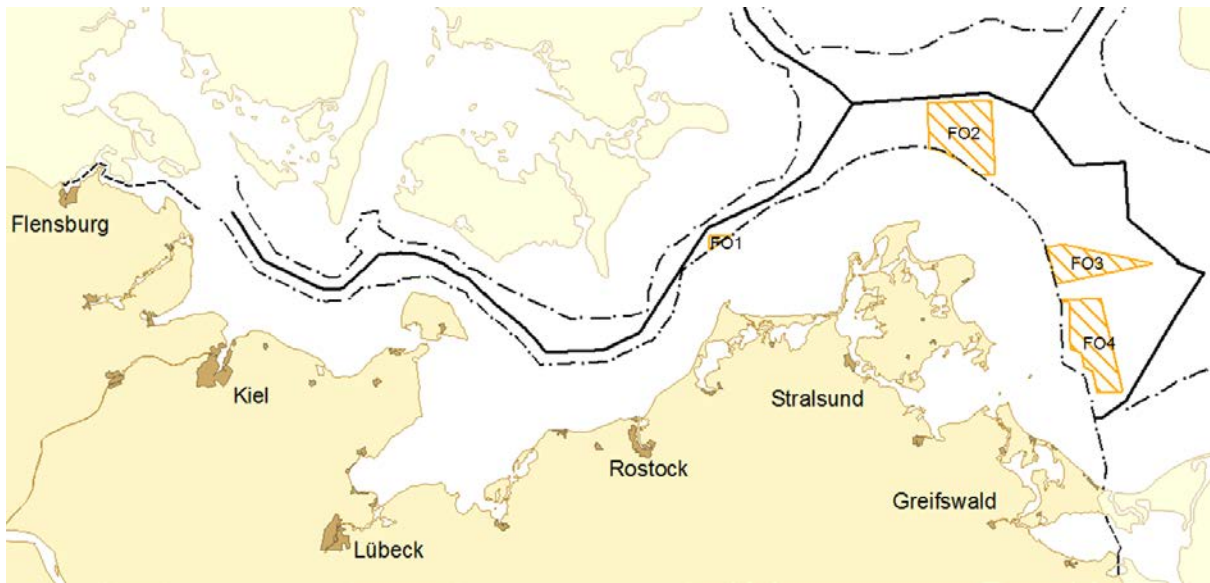 FO2
Flensburg
FO1
FO3
FO4
Kiel
Stralsund
Rostock
Greifswald
Lübeck